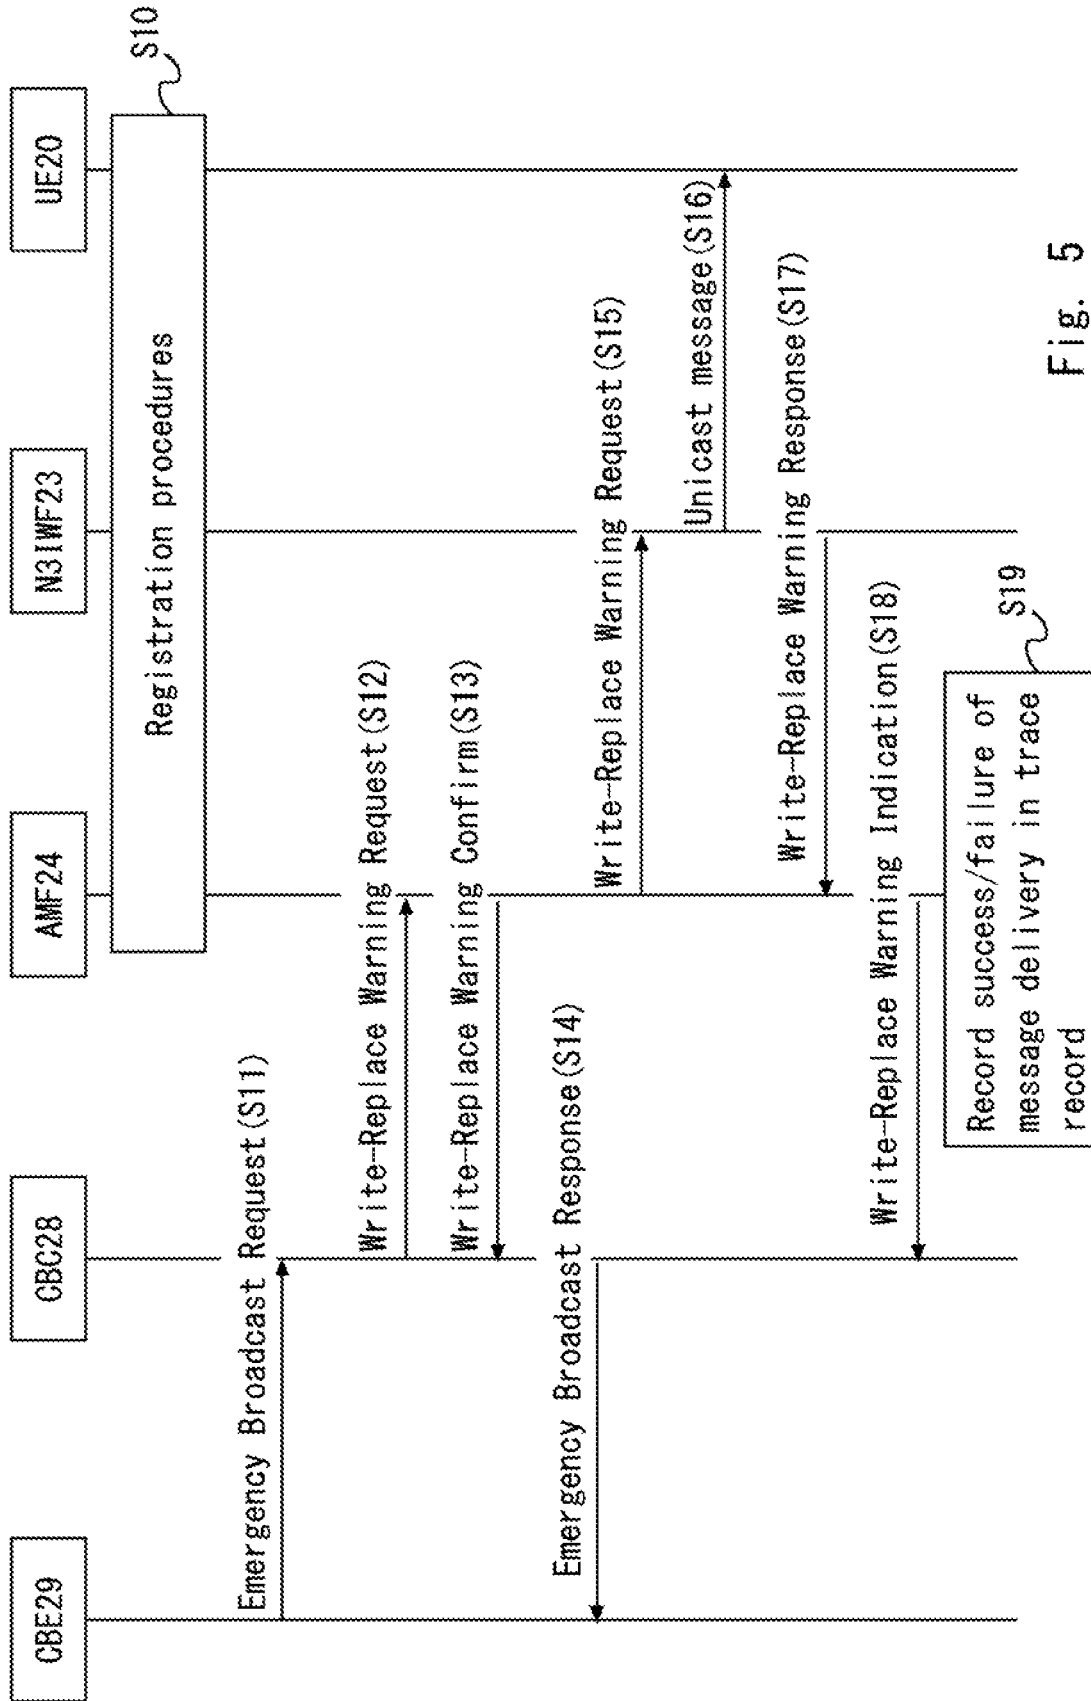 CBE29
CBC28
AMF24
N3IWF23
UE20
Registration procedures
S10
Emergency Broadcast Request(S11)
Write-Replace Warning Request(S12)
Write-Replace Warning Confirm(S13)
Emergency Broadcast Response(S14)
Write-Replace Warning Request(S15)
Unicast message(S16)
Write-Replace Warning Response(S17)
Write-Replace Warning Indication(S18)
Record success/failure of
message delivery in trace
record
S19
Fig. 5